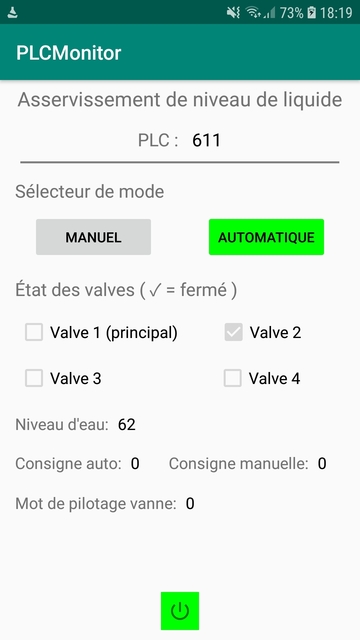 73% 18:19
PLCMonitor
Asservissement de niveau de liquide
PLC : 611
Sélecteur de mode
MANUEL AUTOMATIQUE
État des valves ( ✓ = fermé )
Valve 1 (principal) Valve 2
Valve 3 Valve 4
Niveau d'eau: 62
Consigne auto: 0 Consigne manuelle: 0
Mot de pilotage vanne: 0